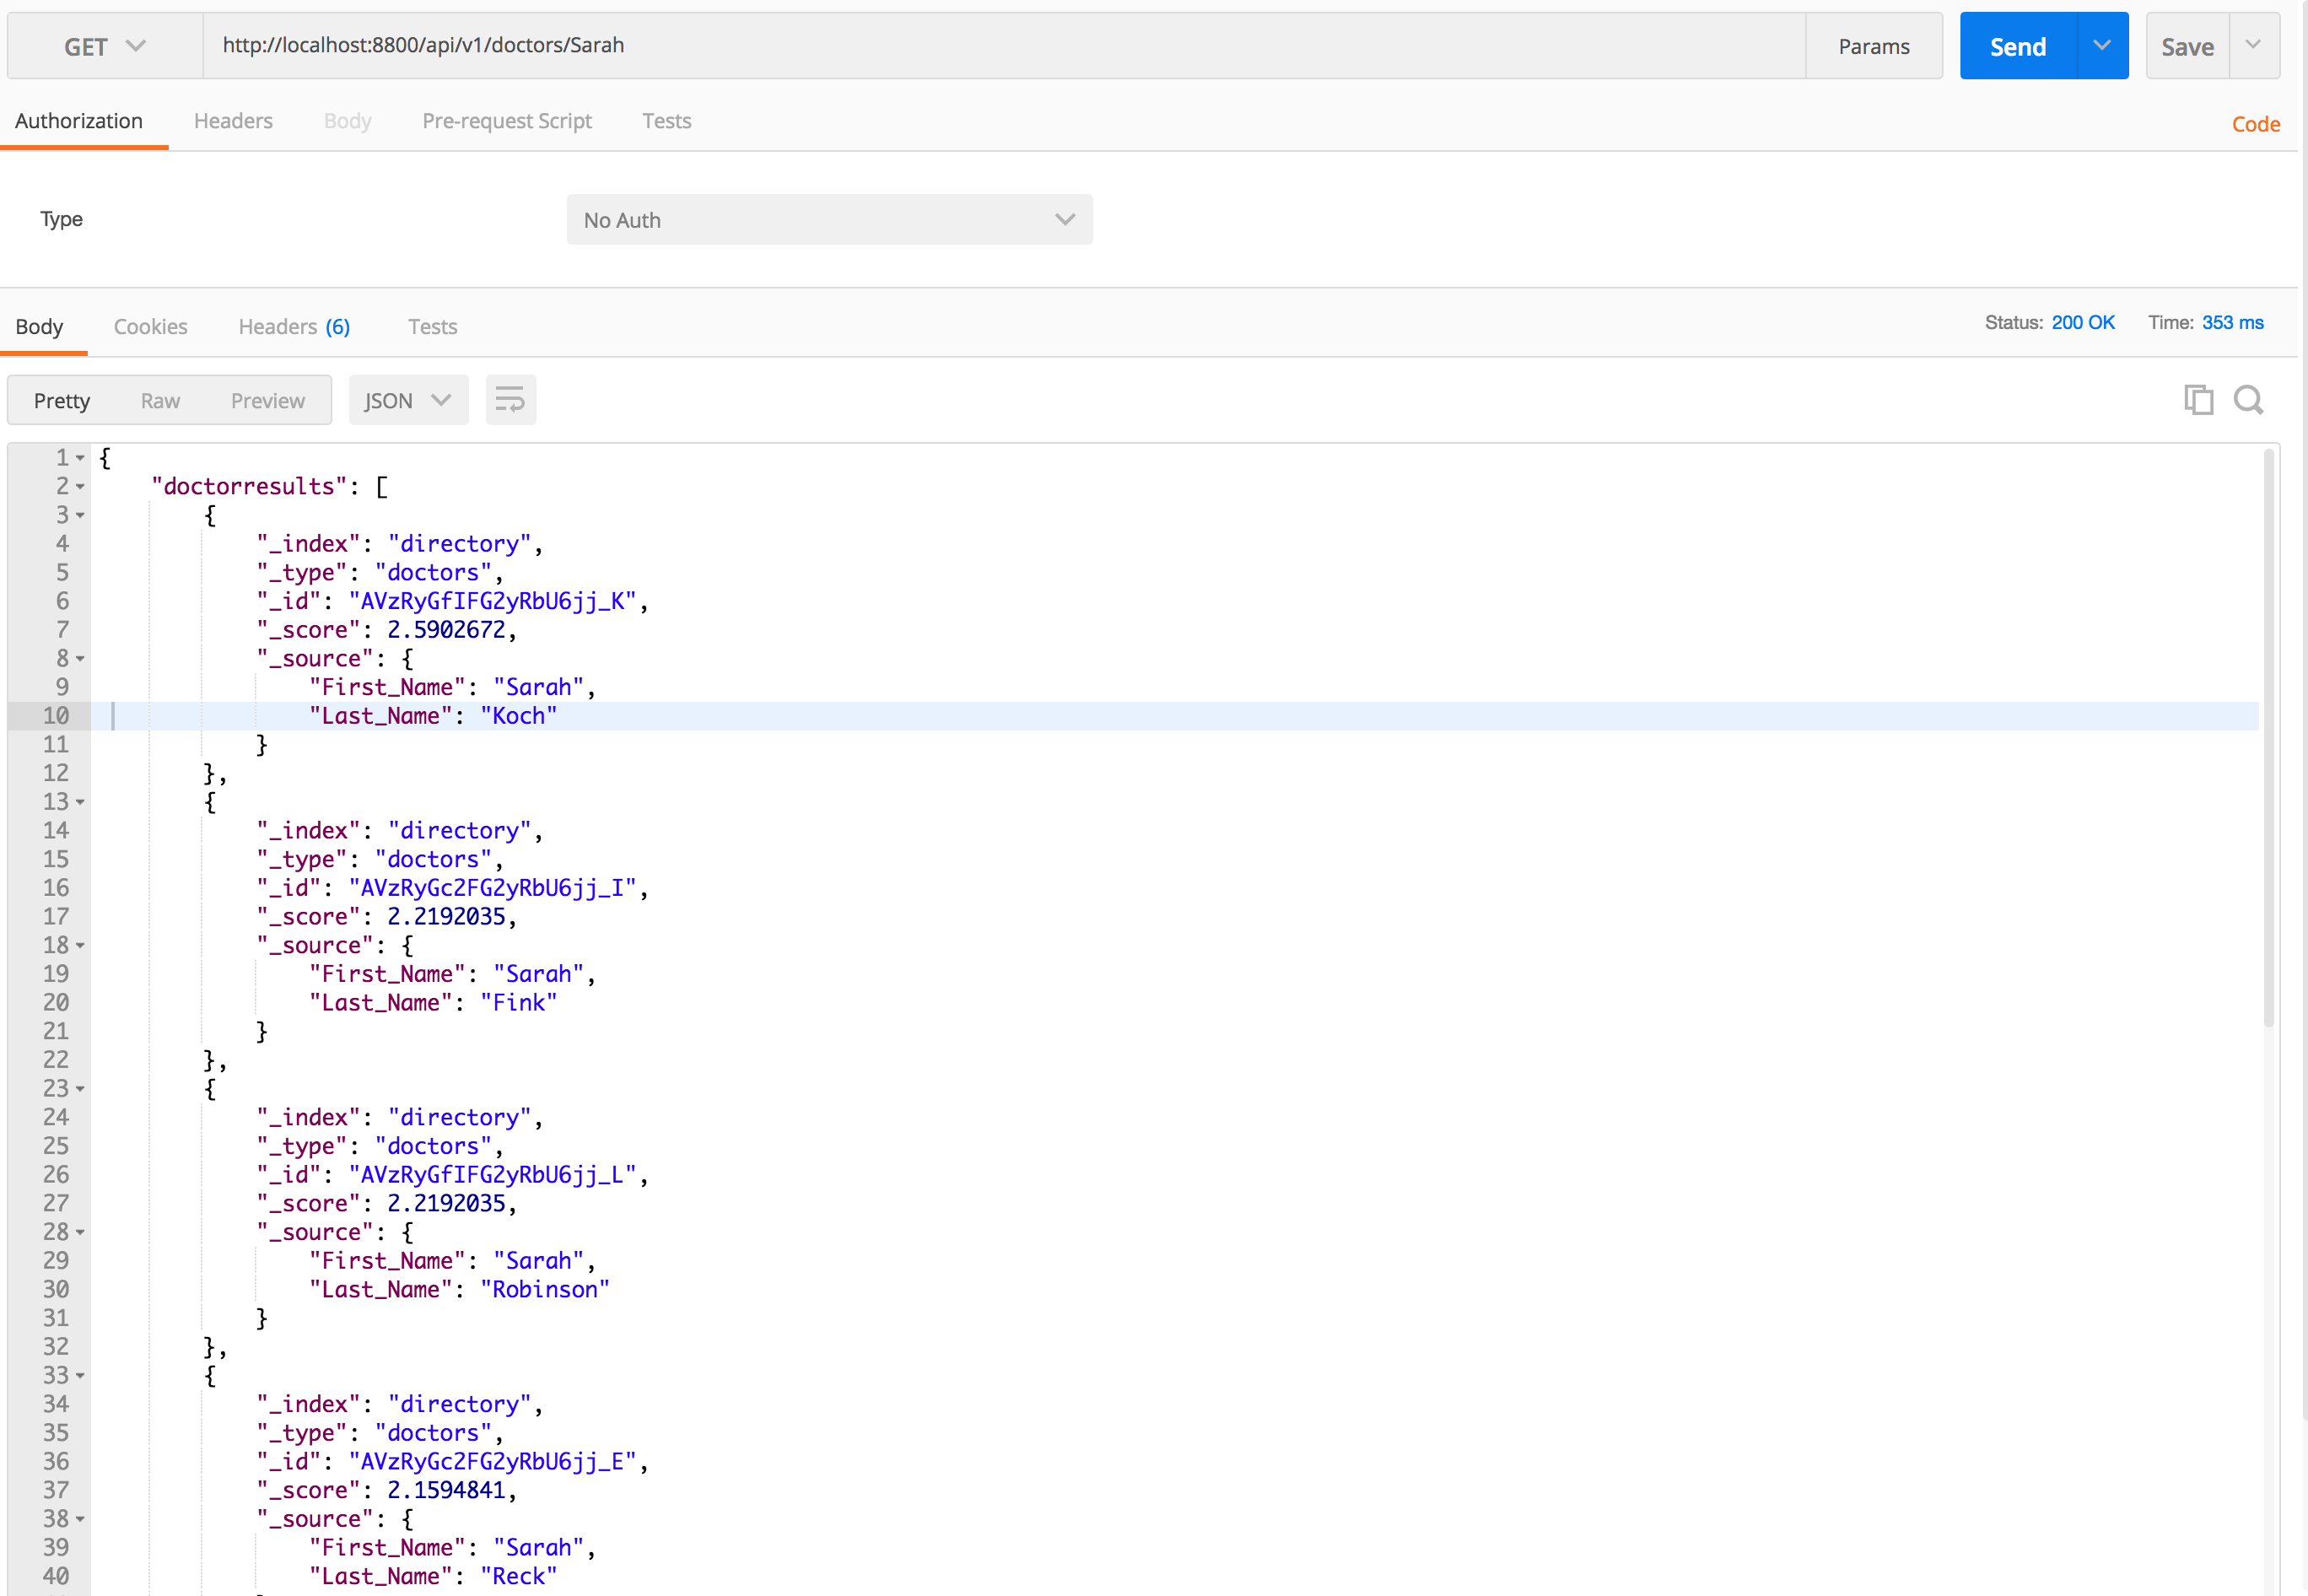 GET http://localhost:8800/api/v1/doctors/Sarah Params Send Save
Authorization Headers Body Pre-request Script Tests Code
Type No Auth
Body Cookies Headers (6) Tests Status: 200 OK Time: 353 ms
Pretty Raw Preview JSON
1 {
2 "doctorresults": [
3 {
4 "_index": "directory",
5 "_type": "doctors",
6 "_id": "AVzRyGfIFG2yRbU6jj_K",
7 "_score": 2.5902672,
8 "_source": {
9 "First_Name": "Sarah",
10 "Last_Name": "Koch"
11 }
12 },
13 {
14 "_index": "directory",
15 "_type": "doctors",
16 "_id": "AVzRyGc2FG2yRbU6jj_I",
17 "_score": 2.2192035,
18 "_source": {
19 "First_Name": "Sarah",
20 "Last_Name": "Fink"
21 }
22 },
23 {
24 "_index": "directory",
25 "_type": "doctors",
26 "_id": "AVzRyGfIFG2yRbU6jj_L",
27 "_score": 2.2192035,
28 "_source": {
29 "First_Name": "Sarah",
30 "Last_Name": "Robinson"
31 }
32 },
33 {
34 "_index": "directory",
35 "_type": "doctors",
36 "_id": "AVzRyGc2FG2yRbU6jj_E",
37 "_score": 2.1594841,
38 "_source": {
39 "First_Name": "Sarah",
40 "Last_Name": "Reck"